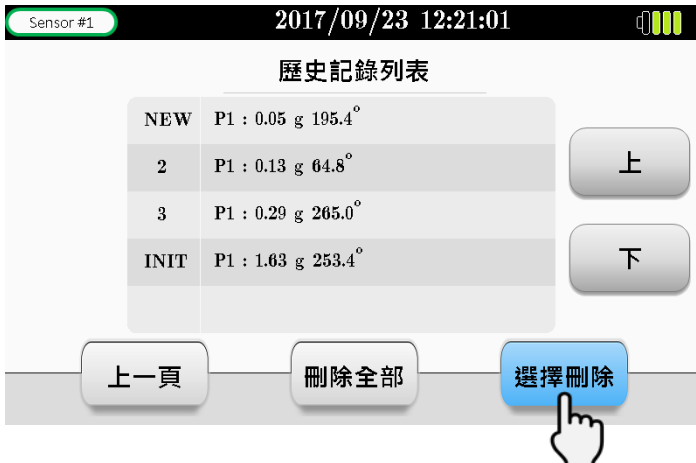 Sensor #1 2017/09/23 12:21:01
歷史記錄列表
NEW P1 : 0.05 g 195.4°
2 P1 : 0.13 g 64.8°
3 P1 : 0.29 g 265.0°
INIT P1 : 1.63 g 253.4°
上
下
上一頁 刪除全部 選擇刪除